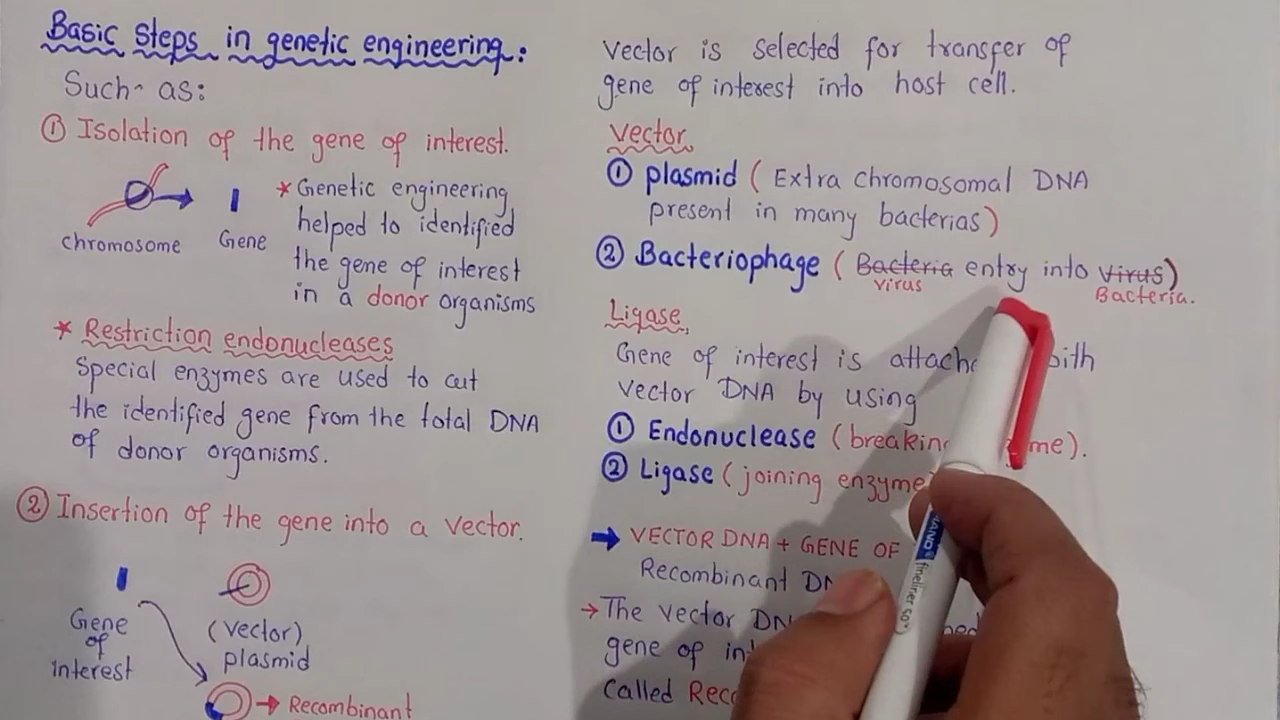 Basic Steps in genetic engineering:
Such as:
① Isolation of the gene of interest.
chromosome
Gene
* Genetic engineering
helped to identified
the gene of interest
in a donor organisms
* Restriction endonucleases
Special enzymes are used to cut
the identified gene from the total DNA
of donor organisms.
② Insertion of the gene into a vector.
Gene
of
interest
(vector)
plasmid
→ Recombinant
Vector is selected for transfer of
gene of interest into host cell.
Vector
① plasmid ( Extra chromosomal DNA
present in many bacterias)
② Bacteriophage ( Bacteria entry into virus)
virus
Bacteria.
Ligase,
Gene of interest is with
vector DNA by using
① Endonuclease ( ).
② Ligase ( joining enzyme
➡ VECTOR DNA + GENE OF
Recombinant
→ The vector
gene of
called
NANO fineliner